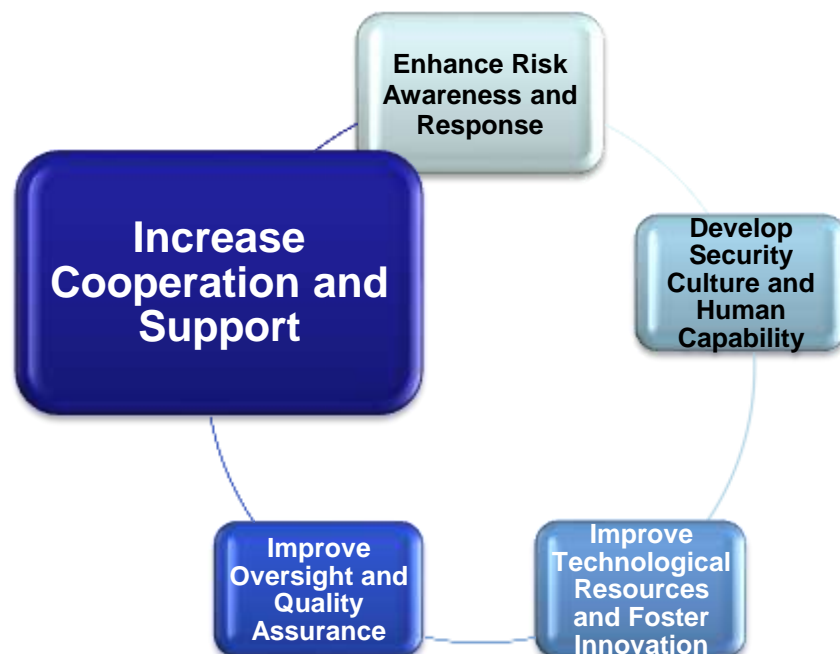 Enhance Risk
Awareness and
Response
Increase
Cooperation and
Support
Develop
Security
Culture and
Human
Capability
Improve
Oversight and
Quality
Assurance
Improve
Technological
Resources
and Foster
Innovation